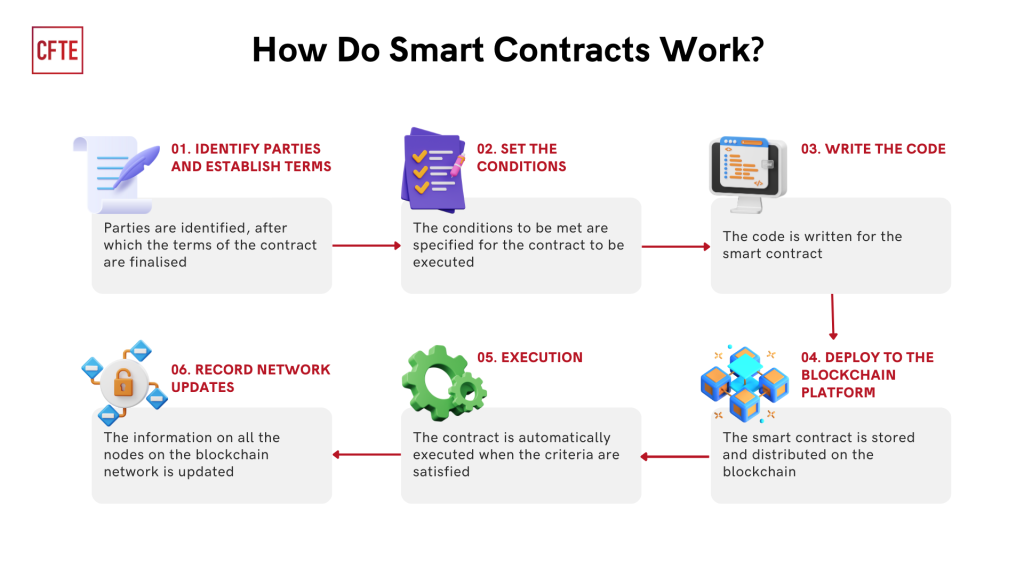 CFTE
How Do Smart Contracts Work?
01. IDENTIFY PARTIES
AND ESTABLISH TERMS
Parties are identified, after
which the terms of the contract
are finalised
02. SET THE
CONDITIONS
The conditions to be met are
specified for the contract to be
executed
03. WRITE THE CODE
The code is written for the
smart contract
04. DEPLOY TO THE
BLOCKCHAIN
PLATFORM
The smart contract is stored
and distributed on the
blockchain
05. EXECUTION
The contract is automatically
executed when the criteria are
satisfied
06. RECORD NETWORK
UPDATES
The information on all the
nodes on the blockchain
network is updated